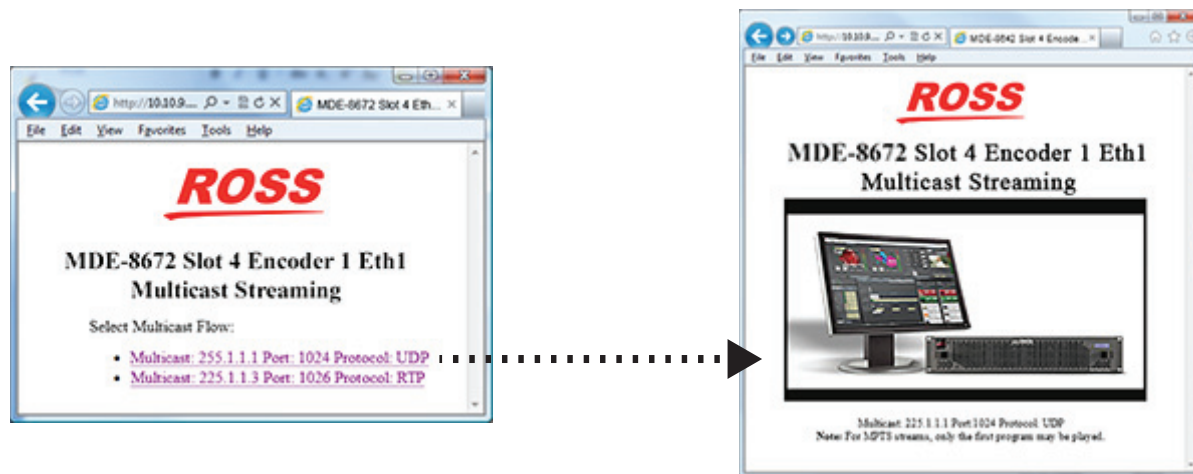 http://10.10.9...
MDE-8672 Slot 4 Eth...
File Edit View Favorites Tools Help
ROSS
MDE-8672 Slot 4 Encoder 1 Eth1
Multicast Streaming
Select Multicast Flow:
• Multicast: 255.1.1.1 Port: 1024 Protocol: UDP
• Multicast: 225.1.1.3 Port: 1026 Protocol: RTP
File Edit View Favorites Tools Help
ROSS
MDE-8672 Slot 4 Encoder 1 Eth1
Multicast Streaming
Multicast: 225.1.1.1 Port:1024 Protocol: UDP
Note: For MPTS streams, only the first program may be played.